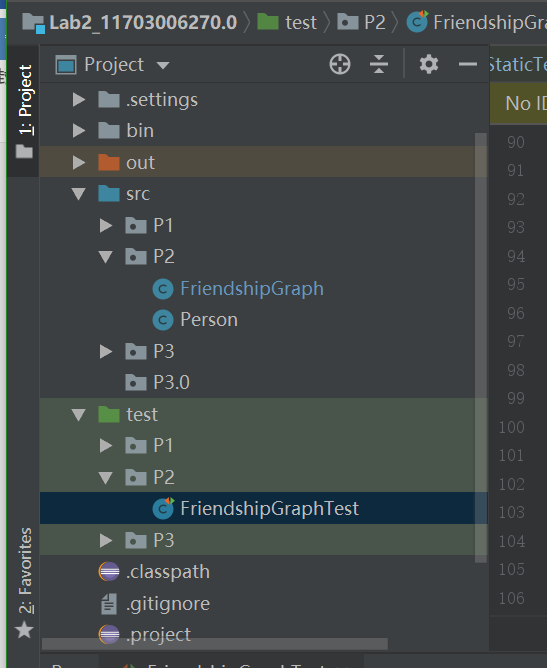 Lab2_11703006270.0 test P2 FriendshipGra
1: Project
Project
StaticTe
.settings
No I
bin
out
src
P1
P2
FriendshipGraph
Person
P3
P3.0
test
P1
P2
FriendshipGraphTest
P3
.classpath
.gitignore
.project
2: Favorites
90
91
92
93
94
95
96
97
98
99
100
101
102
103
104
105
106